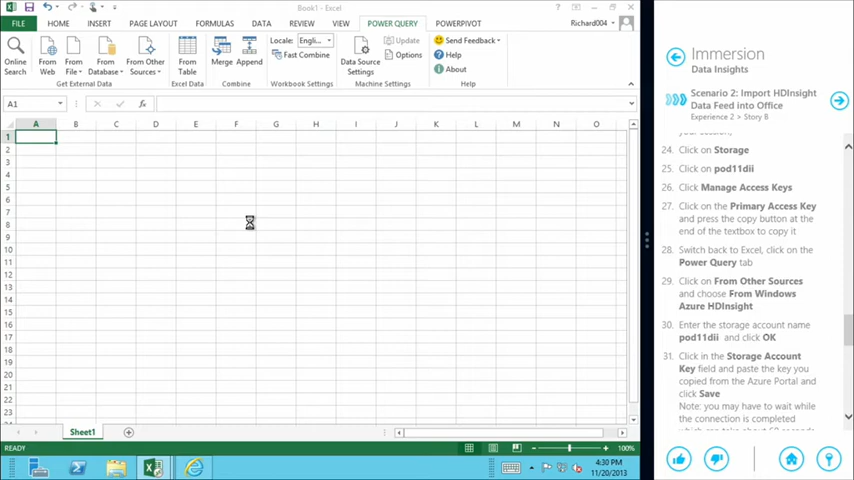 Book1 - Excel
FILE HOME INSERT PAGE LAYOUT FORMULAS DATA REVIEW VIEW POWER QUERY POWERPIVOT Richard004
Online Search
From Web
From File
From Database
From Other Sources
Get External Data
From Table
Excel Data
Merge Append
Combine
Locale: Engli...
Fast Combine
Workbook Settings
Data Source Settings
Update
Options
Machine Settings
Send Feedback
Help
About
Help
A1
fx
A B C D E F G H I J K L M N O
1
2
3
4
5
6
7
8
9
10
11
12
13
14
15
16
17
18
19
20
21
22
23
Sheet1
READY
100%
4:30 PM
11/20/2013
Immersion
Data Insights
Scenario 2: Import HDInsight
Data Feed into Office
Experience 2 > Story B
24. Click on Storage
25. Click on pod11dii
26. Click Manage Access Keys
27. Click on the Primary Access Key
and press the copy button at the
end of the textbox to copy it
28. Switch back to Excel, click on the
Power Query tab
29. Click on From Other Sources
and choose From Windows
Azure HDInsight
30. Enter the storage account name
pod11dii and click OK
31. Click in the Storage Account
Key field and paste the key you
copied from the Azure Portal and
click Save
Note: you may have to wait while
the connection is completed